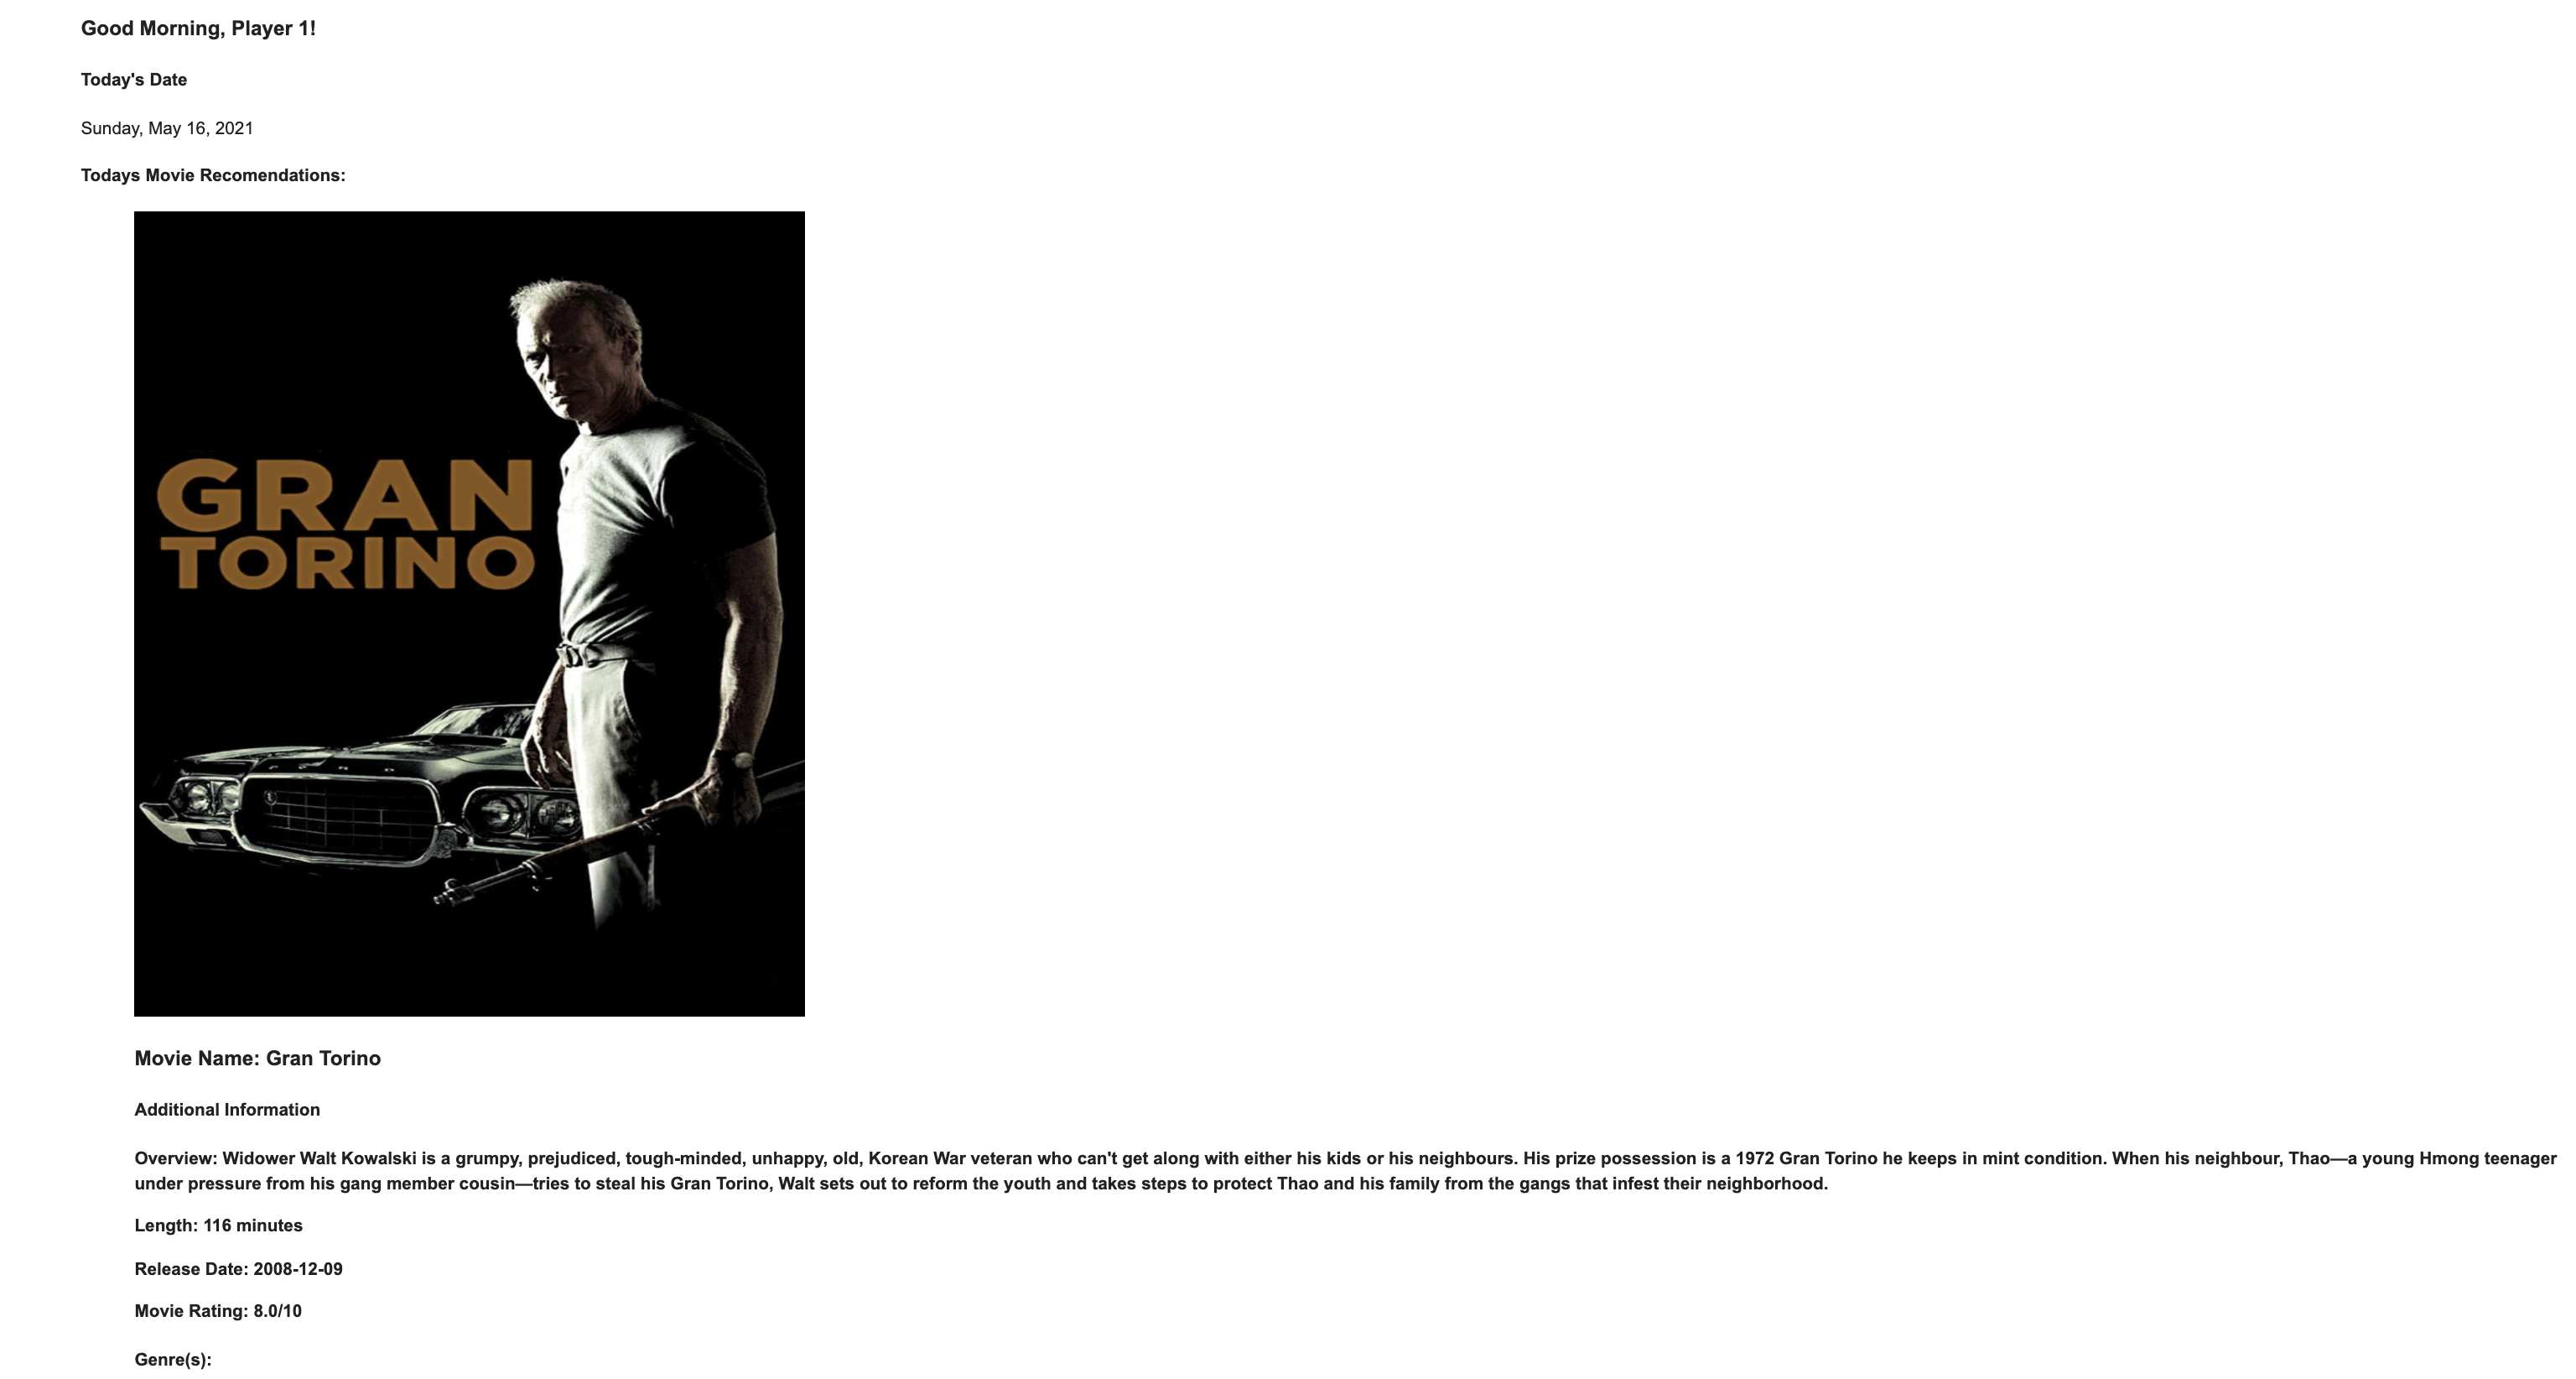 Good Morning, Player 1!
Today's Date
Sunday, May 16, 2021
Todays Movie Recomendations:
GRAN
TORINO
FORD
Movie Name: Gran Torino
Additional Information
Overview: Widower Walt Kowalski is a grumpy, prejudiced, tough-minded, unhappy, old, Korean War veteran who can't get along with either his kids or his neighbours. His prize possession is a 1972 Gran Torino he keeps in mint condition. When his neighbour, Thao—a young Hmong teenager
under pressure from his gang member cousin—tries to steal his Gran Torino, Walt sets out to reform the youth and takes steps to protect Thao and his family from the gangs that infest their neighborhood.
Length: 116 minutes
Release Date: 2008-12-09
Movie Rating: 8.0/10
Genre(s):